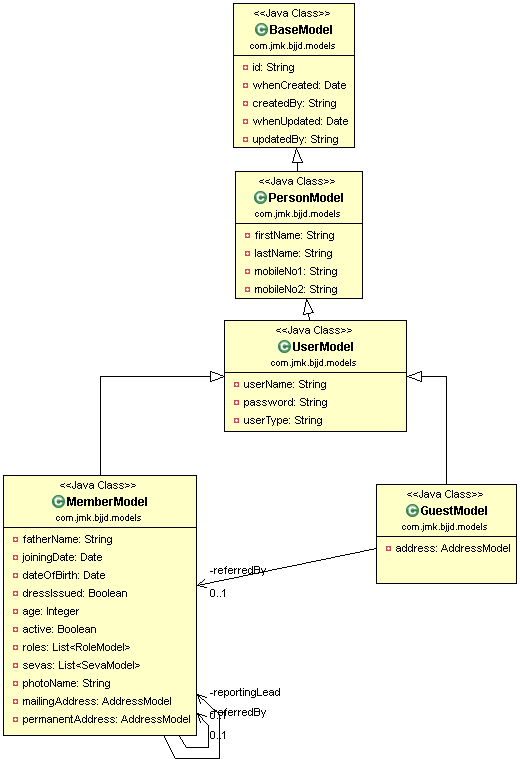 <<Java Class>>
BaseModel
com.jmk.bjjd.models
id: String
whenCreated: Date
createdBy: String
whenUpdated: Date
updatedBy: String
<<Java Class>>
PersonModel
com.jmk.bjjd.models
firstName: String
lastName: String
mobileNo1: String
mobileNo2: String
<<Java Class>>
UserModel
com.jmk.bjjd.models
userName: String
password: String
userType: String
<<Java Class>>
MemberModel
com.jmk.bjjd.models
fatherName: String
joiningDate: Date
dateOfBirth: Date
dressIssued: Boolean
age: Integer
active: Boolean
roles: List<RoleModel>
sevas: List<SevaModel>
photoName: String
mailingAddress: AddressModel
permanentAddress: AddressModel
<<Java Class>>
GuestModel
com.jmk.bjjd.models
address: AddressModel
-referredBy
0..1
-reportingLead
-referredBy
0..1
0..1